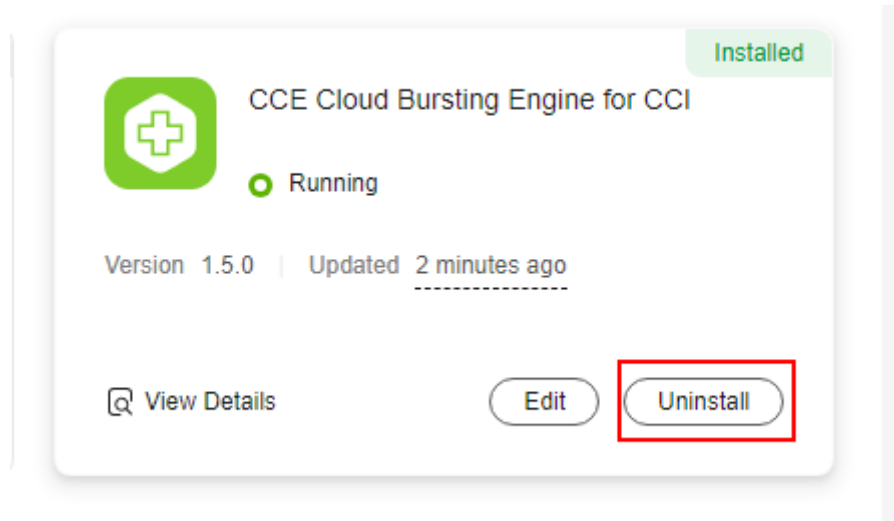 Installed
CCE Cloud Bursting Engine for CCI
Running
Version 1.5.0 Updated 2 minutes ago
View Details Edit Uninstall